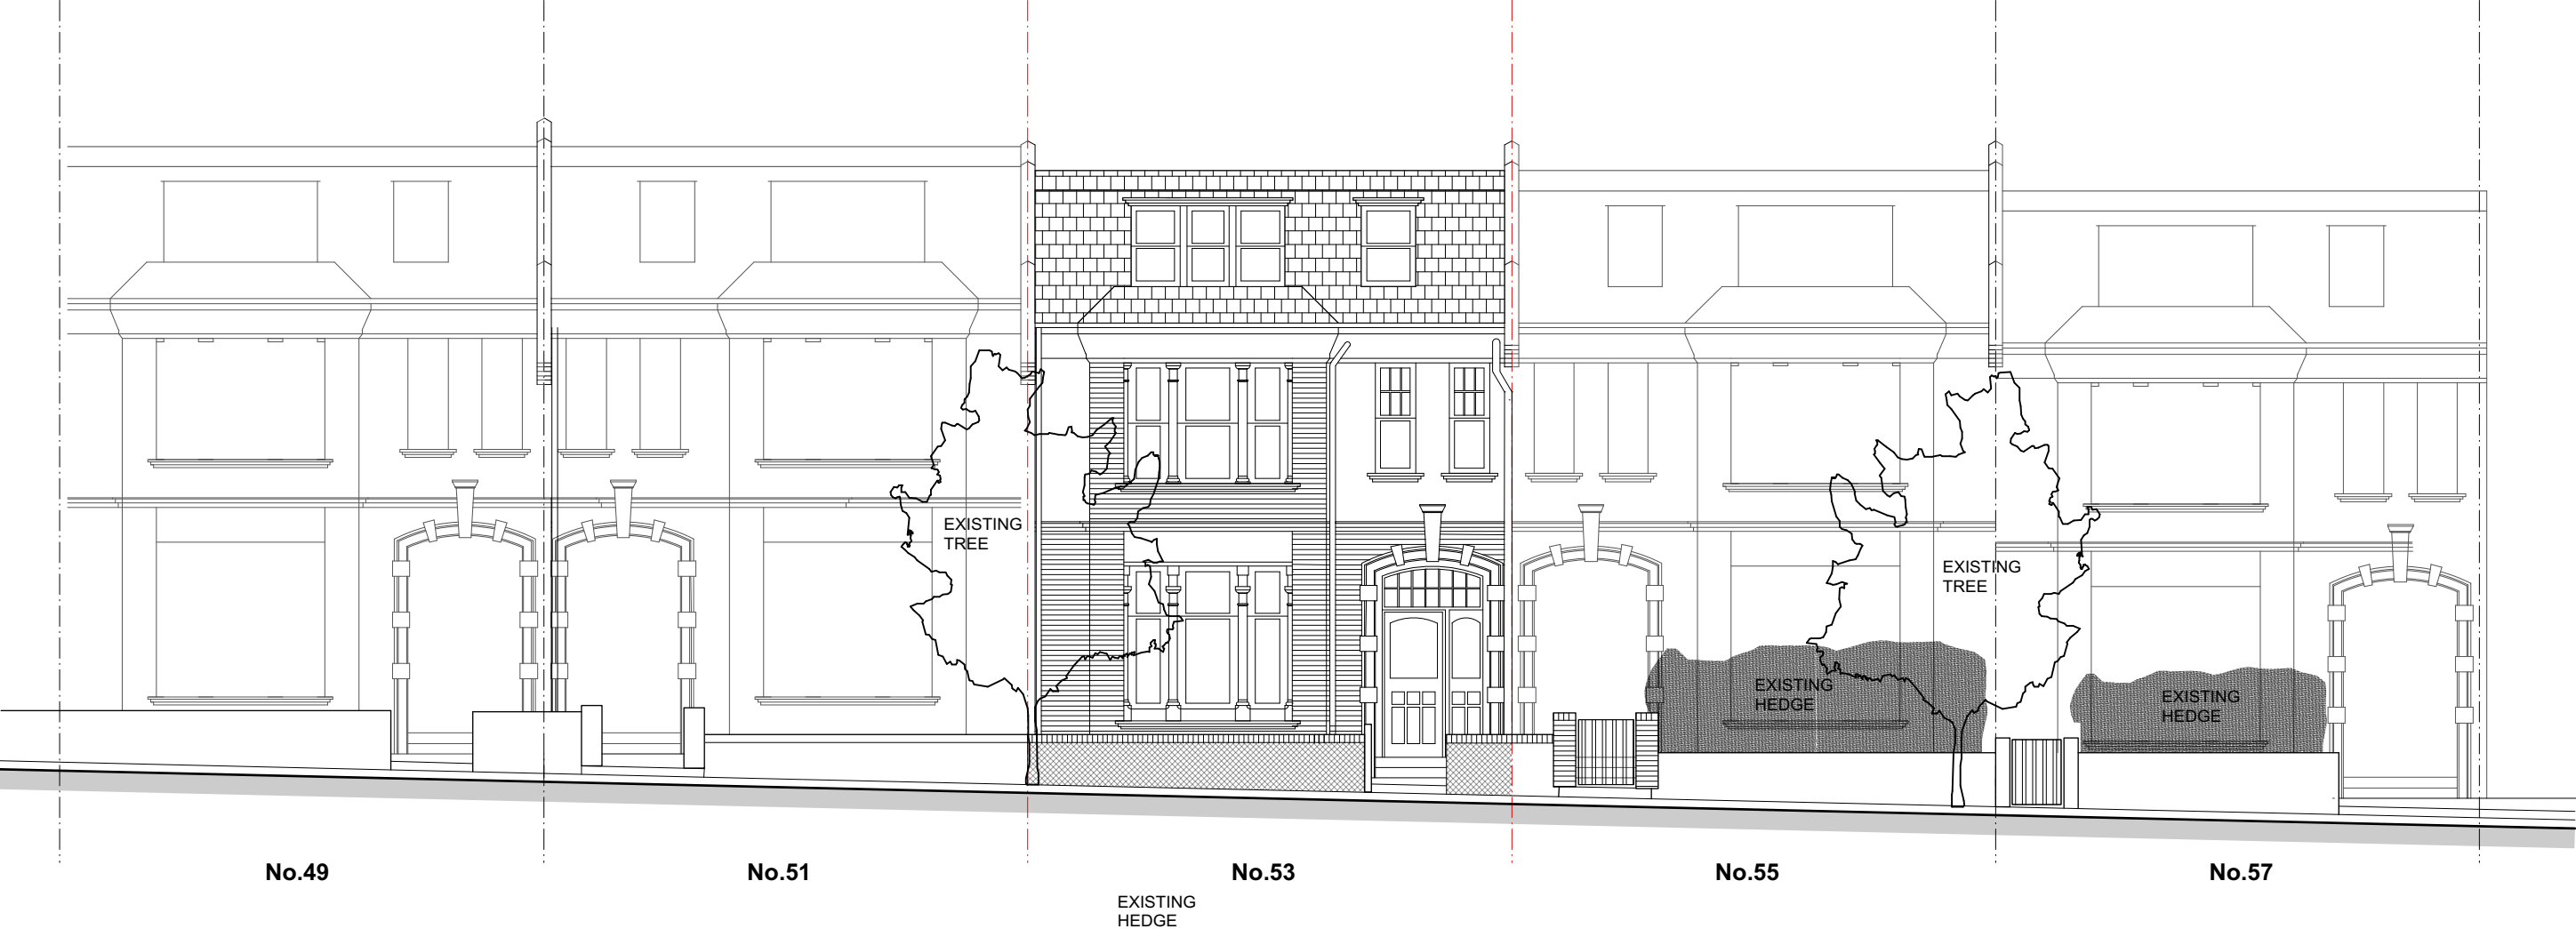 EXISTING
TREE
EXISTING
TREE
EXISTING
HEDGE
EXISTING
HEDGE
No.49
No.51
No.53
No.55
No.57
EXISTING
HEDGE